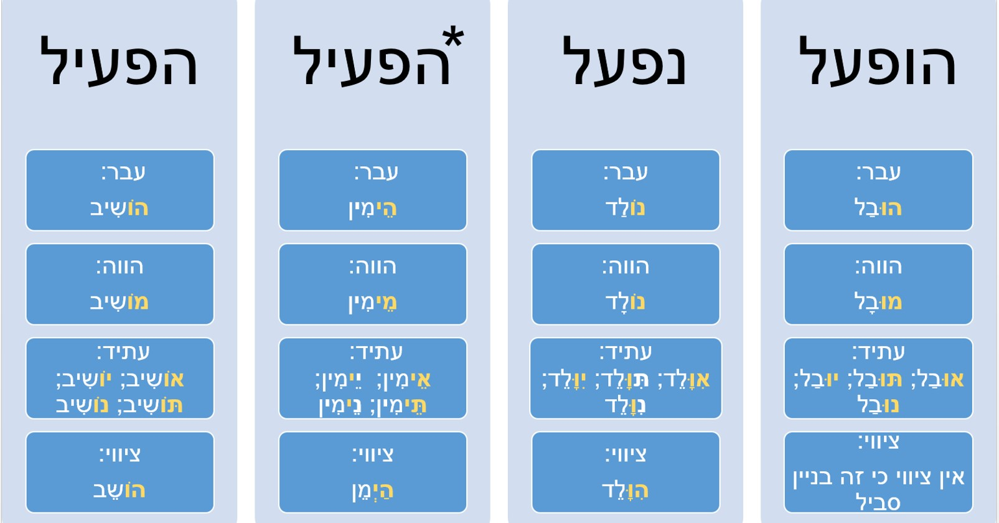 הופעל
עבר:
הוּבַל
הווה:
מוּבָל
עתיד:
אוּבַל; תּוּבַל; יוּבַל;
נוּבַל
ציווי:
אין ציווי כי זה בניין
סביל
נפעל
עבר:
נוֹלַד
הווה:
נוֹלָד
עתיד:
אִוָּלֵד; תִּוָּלֵד; יִוָּלֵד;
נִוָּלֵד
ציווי:
הִוָּלֵד
*הפעיל
עבר:
הֵימִין
הווה:
מֵימִין
עתיד:
אֵימִין; יֵימִין;
תֵּימִין; נֵימִין
ציווי:
הַיְמֵן
הפעיל
עבר:
הוֹשִׁיב
הווה:
מוֹשִׁיב
עתיד:
אוֹשִׁיב; יוֹשִׁיב;
תּוֹשִׁיב; נוֹשִׁיב
ציווי:
הוֹשֵׁב